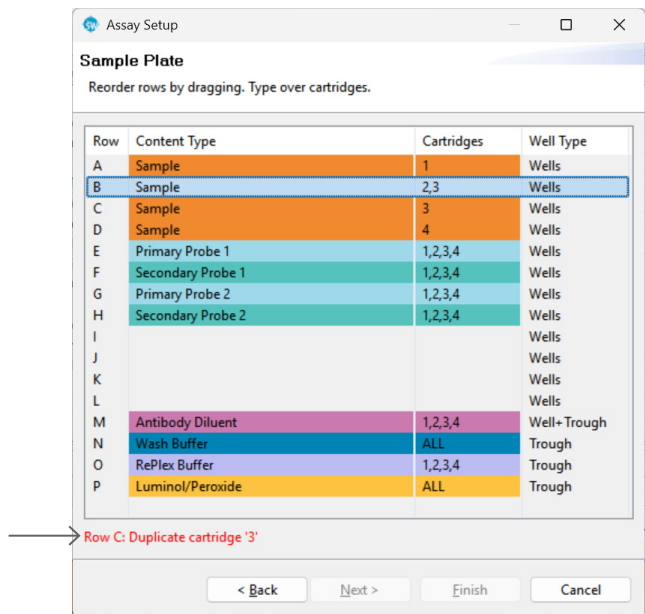 SW Assay Setup
Sample Plate
Reorder rows by dragging. Type over cartridges.
Row Content Type Cartridges Well Type
A Sample 1 Wells
B Sample 2,3 Wells
C Sample 3 Wells
D Sample 4 Wells
E Primary Probe 1 1,2,3,4 Wells
F Secondary Probe 1 1,2,3,4 Wells
G Primary Probe 2 1,2,3,4 Wells
H Secondary Probe 2 1,2,3,4 Wells
I Wells
J Wells
K Wells
L Wells
M Antibody Diluent 1,2,3,4 Well+Trough
N Wash Buffer ALL Trough
O RePlex Buffer 1,2,3,4 Trough
P Luminol/Peroxide ALL Trough
Row C: Duplicate cartridge '3'
< Back Next > Finish Cancel